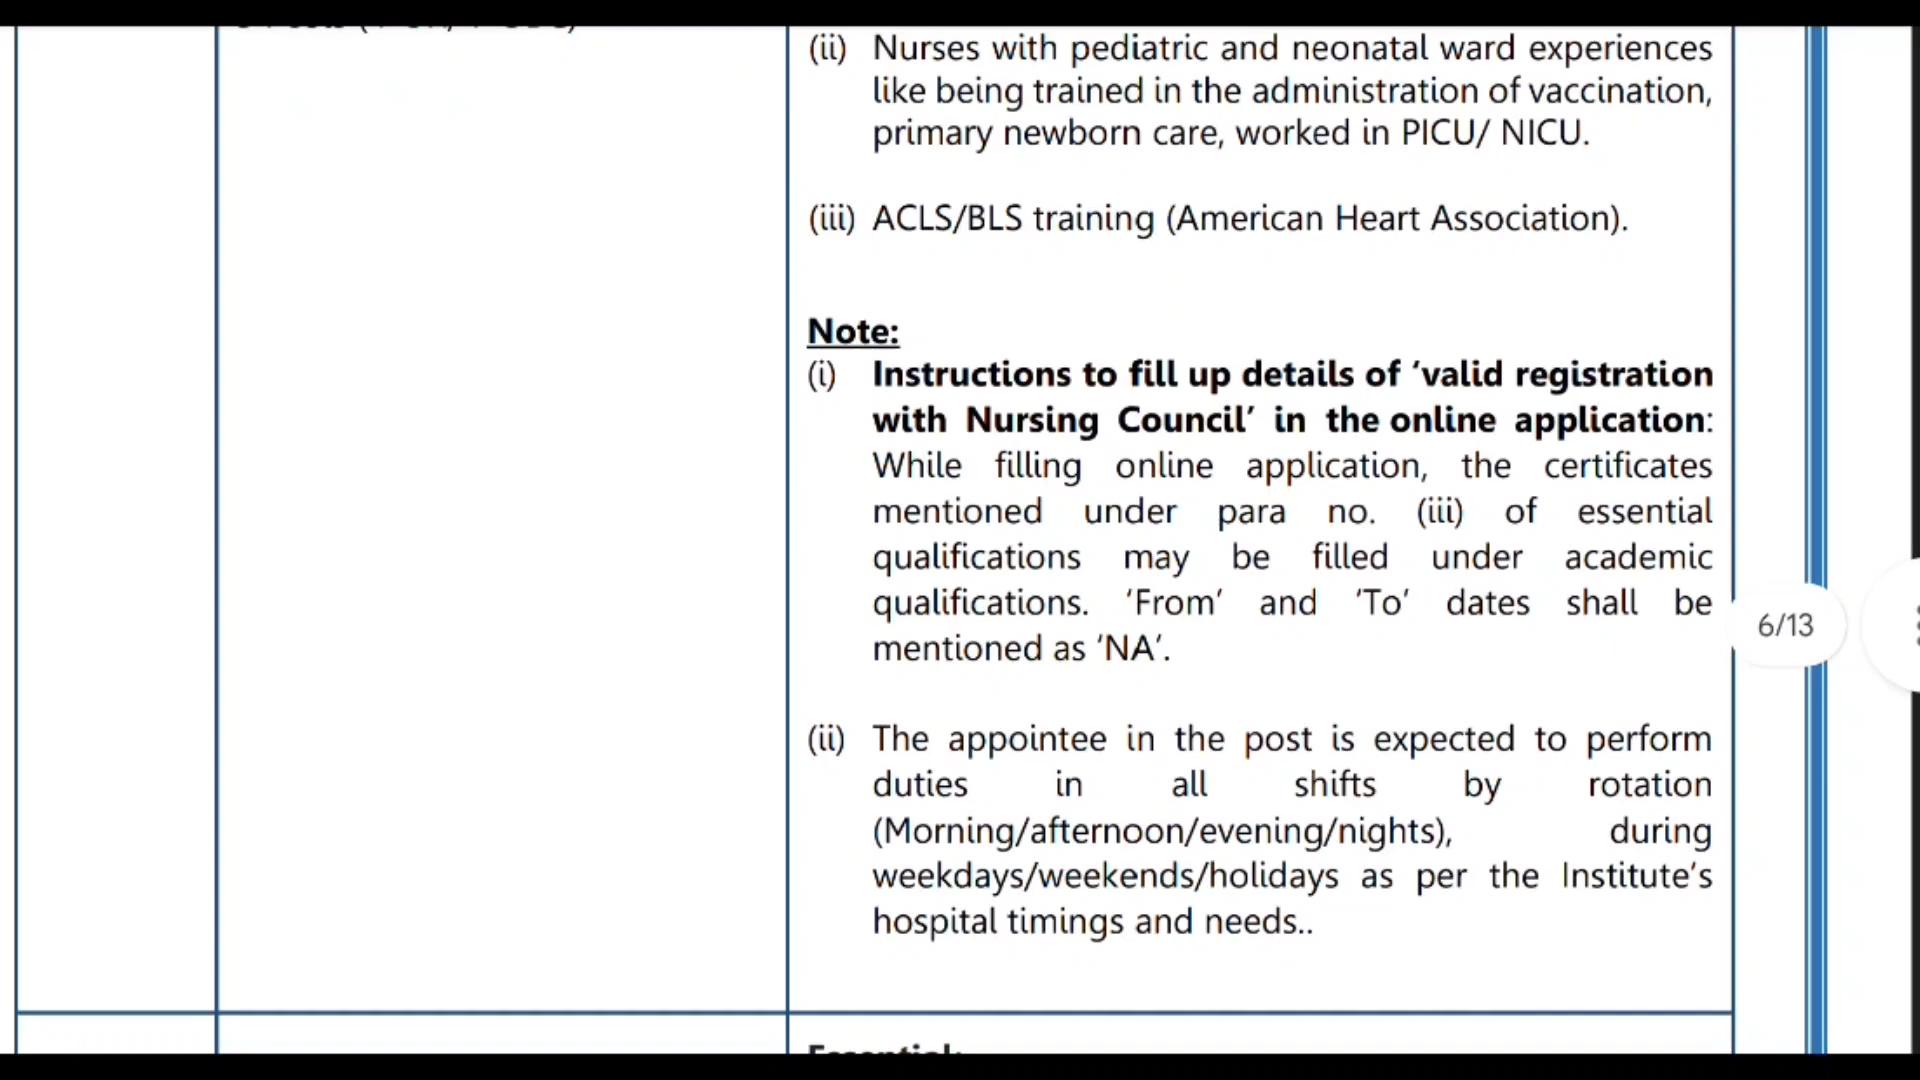 (ii) Nurses with pediatric and neonatal ward experiences
like being trained in the administration of vaccination,
primary newborn care, worked in PICU/ NICU.
(iii) ACLS/BLS training (American Heart Association).
Note:
(i) Instructions to fill up details of ‘valid registration
with Nursing Council’ in the online application:
While filling online application, the certificates
mentioned under para no. (iii) of essential
qualifications may be filled under academic
qualifications. ‘From’ and ‘To’ dates shall be
mentioned as ‘NA’.
6/13
(ii) The appointee in the post is expected to perform
duties in all shifts by rotation
(Morning/afternoon/evening/nights), during
weekdays/weekends/holidays as per the Institute’s
hospital timings and needs..